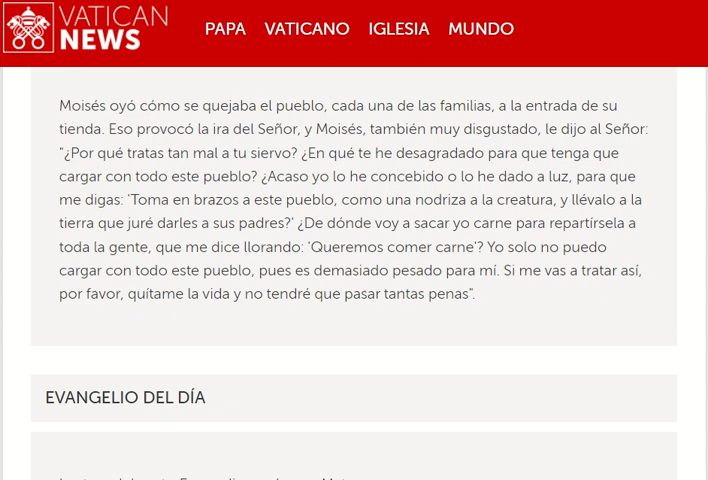 VATICAN
NEWS
PAPA VATICANO IGLESIA MUNDO
Moisés oyó cómo se quejaba el pueblo, cada una de las familias, a la entrada de su
tienda. Eso provocó la ira del Señor, y Moisés, también muy disgustado, le dijo al Señor:
"¿Por qué tratas tan mal a tu siervo? ¿En qué te he desagradado para que tenga que
cargar con todo este pueblo? ¿Acaso yo lo he concebido o lo he dado a luz, para que
me digas: 'Toma en brazos a este pueblo, como una nodriza a la creatura, y llévalo a la
tierra que juré darles a sus padres?' ¿De dónde voy a sacar yo carne para repartírsela a
toda la gente, que me dice llorando: 'Queremos comer carne'? Yo solo no puedo
cargar con todo este pueblo, pues es demasiado pesado para mí. Si me vas a tratar así,
por favor, quítame la vida y no tendré que pasar tantas penas".
EVANGELIO DEL DÍA